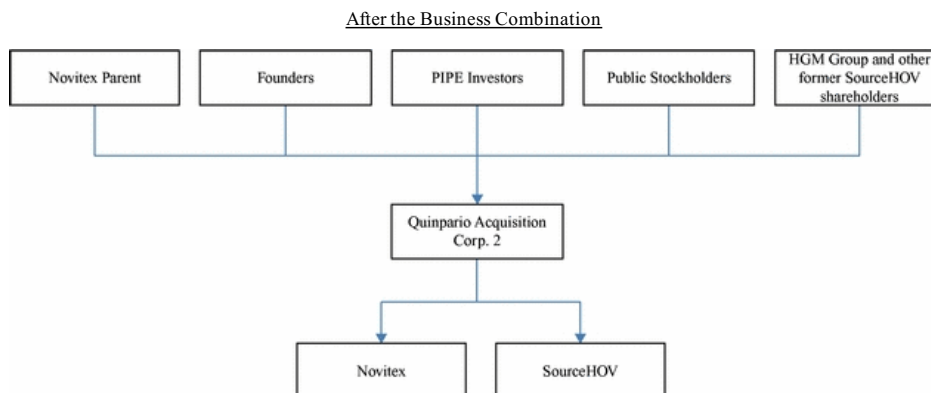 After the Business Combination
Novitex Parent
Founders
PIPE Investors
Public Stockholders
HGM Group and other
former SourceHOV
shareholders
Quinpario Acquisition
Corp. 2
Novitex
SourceHOV